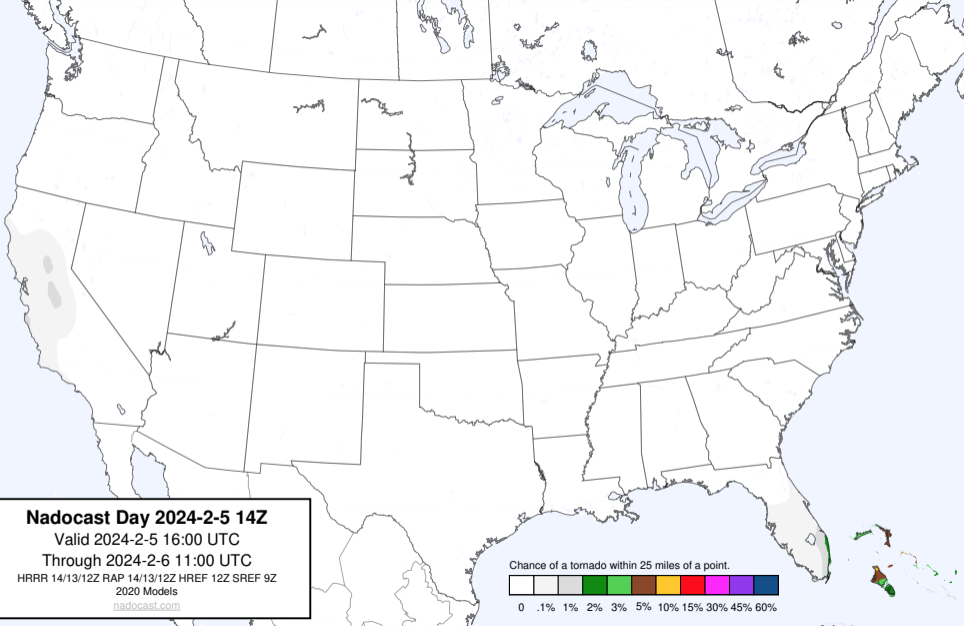 Nadocast Day 2024-2-5 14Z
Valid 2024-2-5 16:00 UTC
Through 2024-2-6 11:00 UTC
HRRR 14/13/12Z RAP 14/13/12Z HREF 12Z SREF 9Z
2020 Models
nadocast.com
Chance of a tornado within 25 miles of a point.
0 .1% 1% 2% 3% 5% 10% 15% 30% 45% 60%